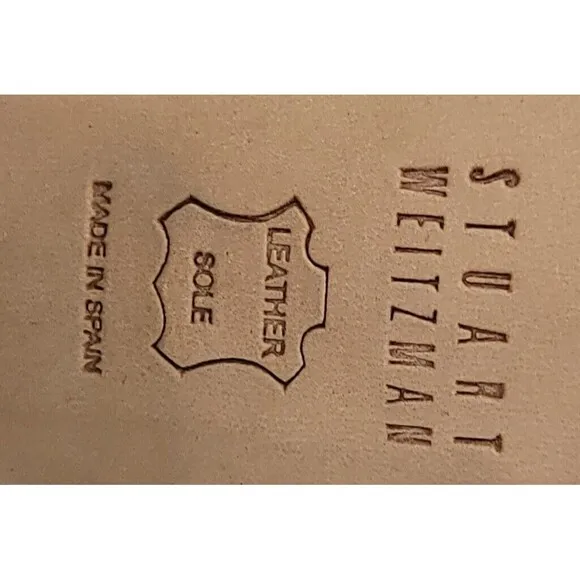 STUART
WEITZMAN
LEATHER
SOLE
MADE IN SPAIN